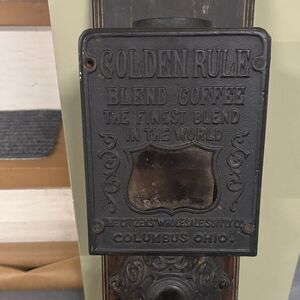 GOLDEN RULE
BLEND COFFEE
THE FINEST BLEND
IN THE WORLD
THE CITIZENS WHOLESALE SUPPLY CO.
COLUMBUS OHIO.